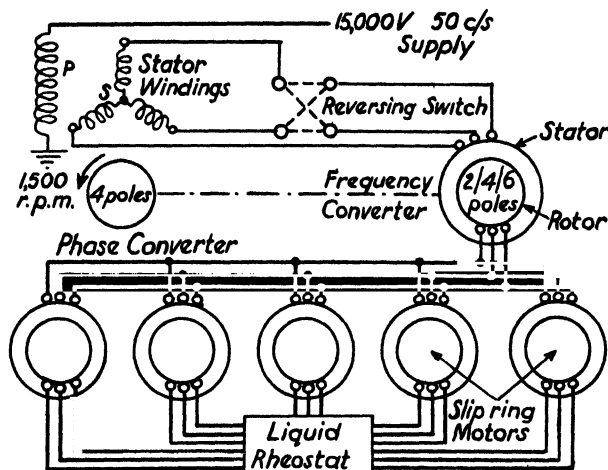 15,000V 50 c/s
Supply
P
Stator
Windings
S
Reversing Switch
Stator
1,500
r.p.m.
4 poles
Frequency
Converter
2/4/6
poles
Rotor
Phase Converter
Slip ring
Motors
Liquid
Rheostat